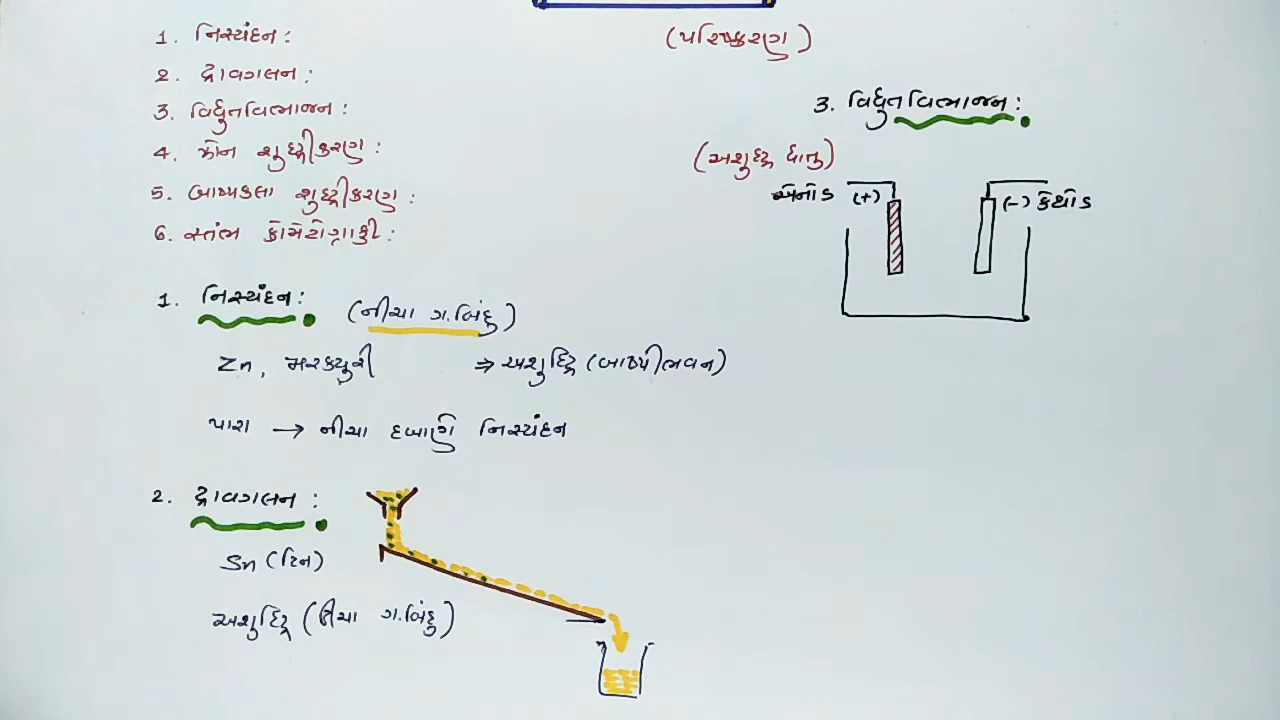 1. નિસ્યંદન :
2. દ્રાવગલન :
3. વિદ્યુતવિભાજન :
4. ઝોન શુદ્ધીકરણ :
5. બાષ્પકલા શુદ્ધીકરણ :
6. સ્તંભ ક્રોમેટોગ્રાફી :
1. નિસ્યંદન : (નીચા ગ.બિંદુ)
Zn, મરક્યુરી ⇒ અશુદ્ધિ (બાષ્પીભવન)
પારા → નીચા દબાણે નિસ્યંદન
2. દ્રાવગલન :
Sn (ટિન)
અશુદ્ધિ (ઊંચા ગ.બિંદુ)
(પરિષ્કરણ)
3. વિદ્યુતવિભાજન :
(અશુદ્ધ ધાતુ)
એનોડ (+) (-) કેથોડ